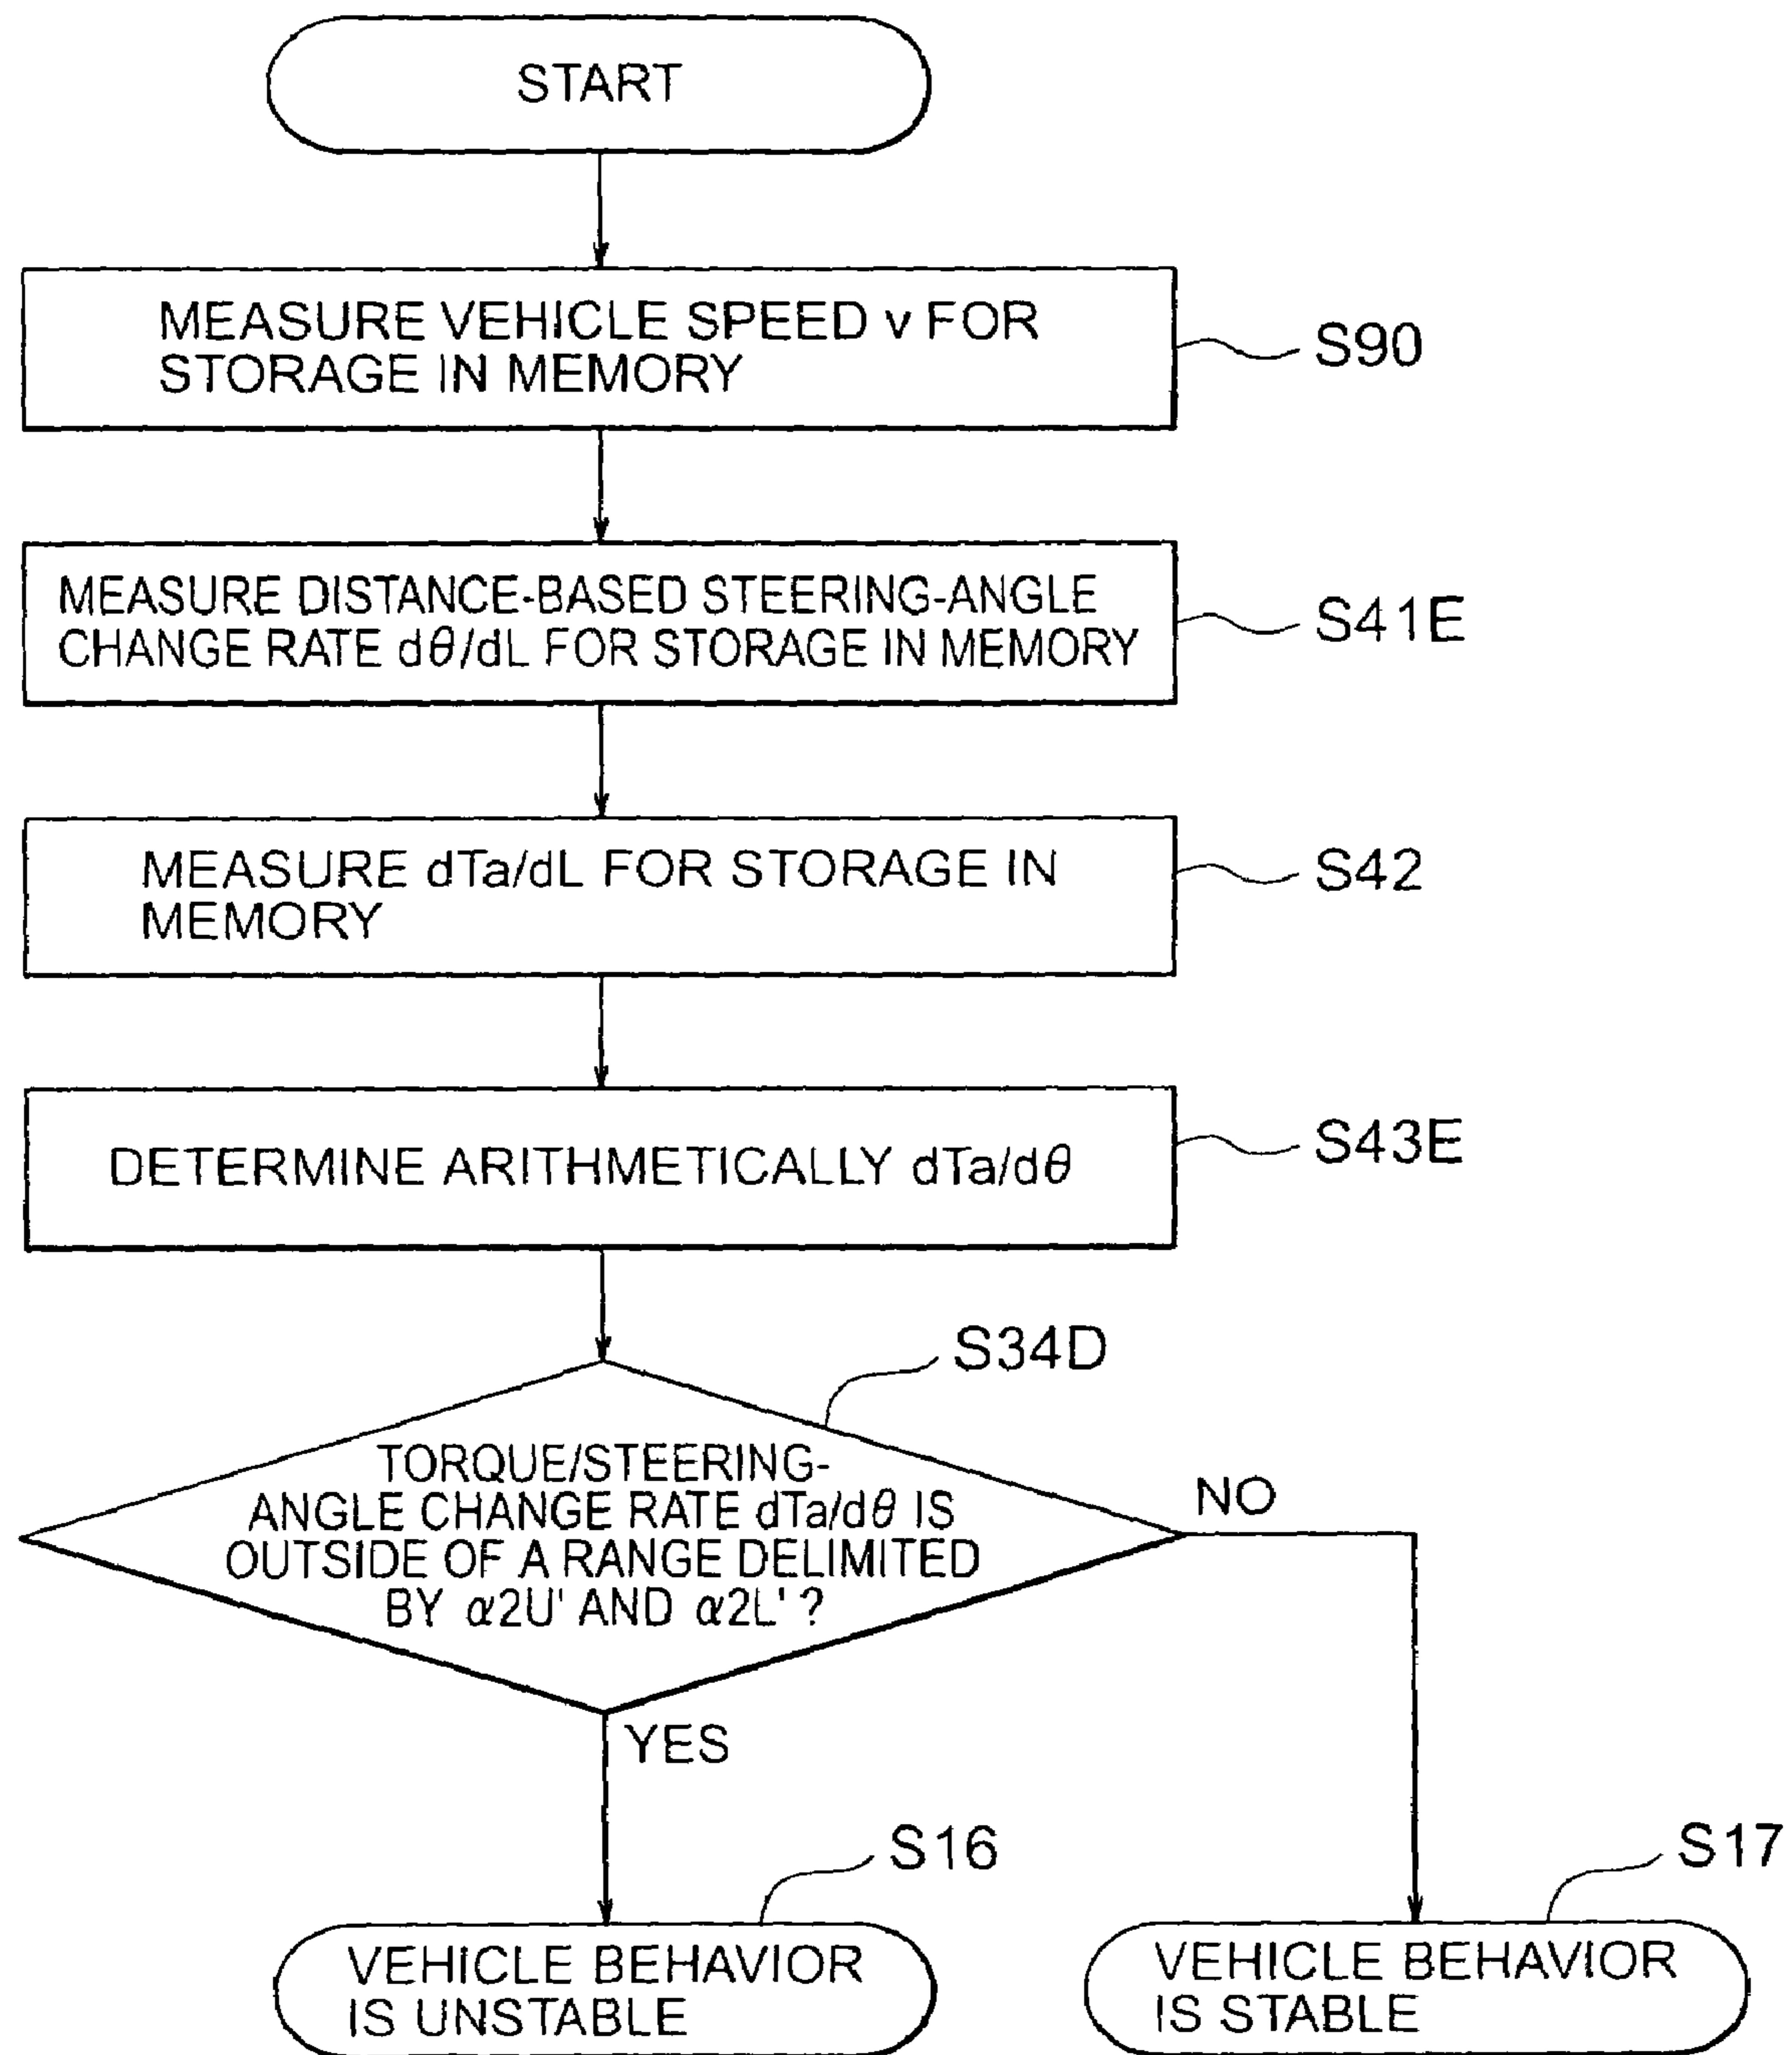 START
MEASURE VEHICLE SPEED v FOR
STORAGE IN MEMORY
S90
MEASURE DISTANCE-BASED STEERING-ANGLE
CHANGE RATE dθ/dL FOR STORAGE IN MEMORY
S41E
MEASURE dTa/dL FOR STORAGE IN
MEMORY
S42
DETERMINE ARITHMETICALLY dTa/dθ
S43E
S34D
TORQUE/STEERING-
ANGLE CHANGE RATE dTa/dθ IS
OUTSIDE OF A RANGE DELIMITED
BY α2U' AND α2L' ?
NO
YES
S16
VEHICLE BEHAVIOR
IS UNSTABLE
S17
VEHICLE BEHAVIOR
IS STABLE